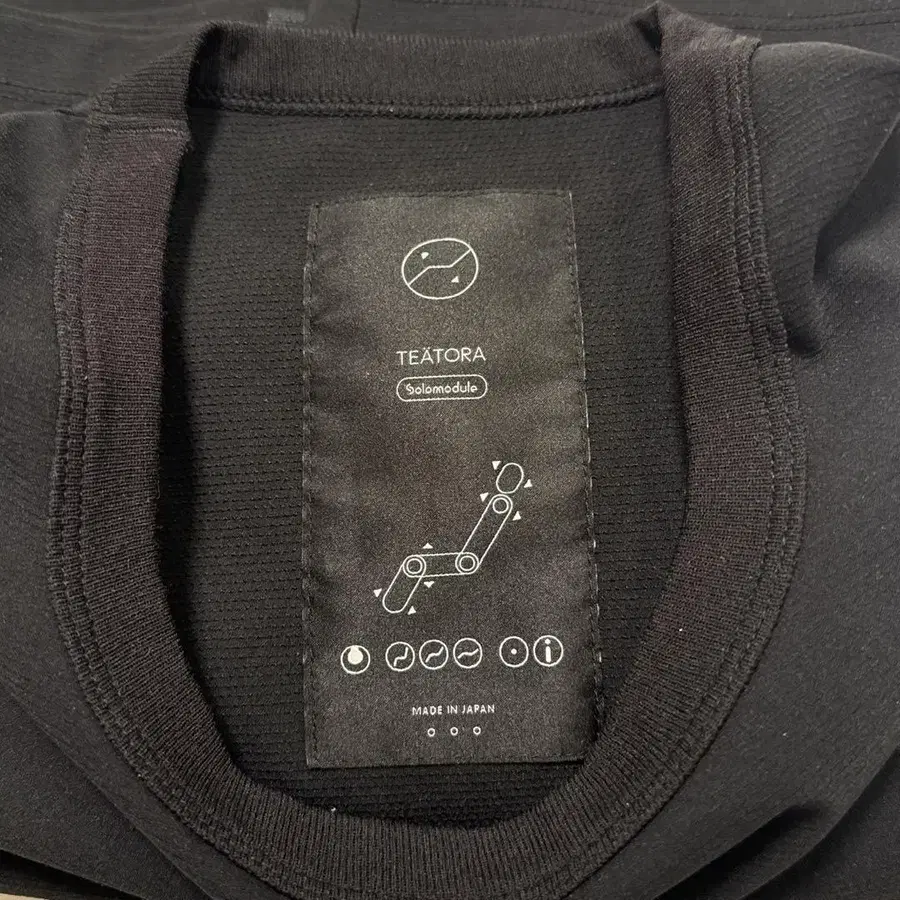 TEÄTORA
Solomodule
i
MADE IN JAPAN